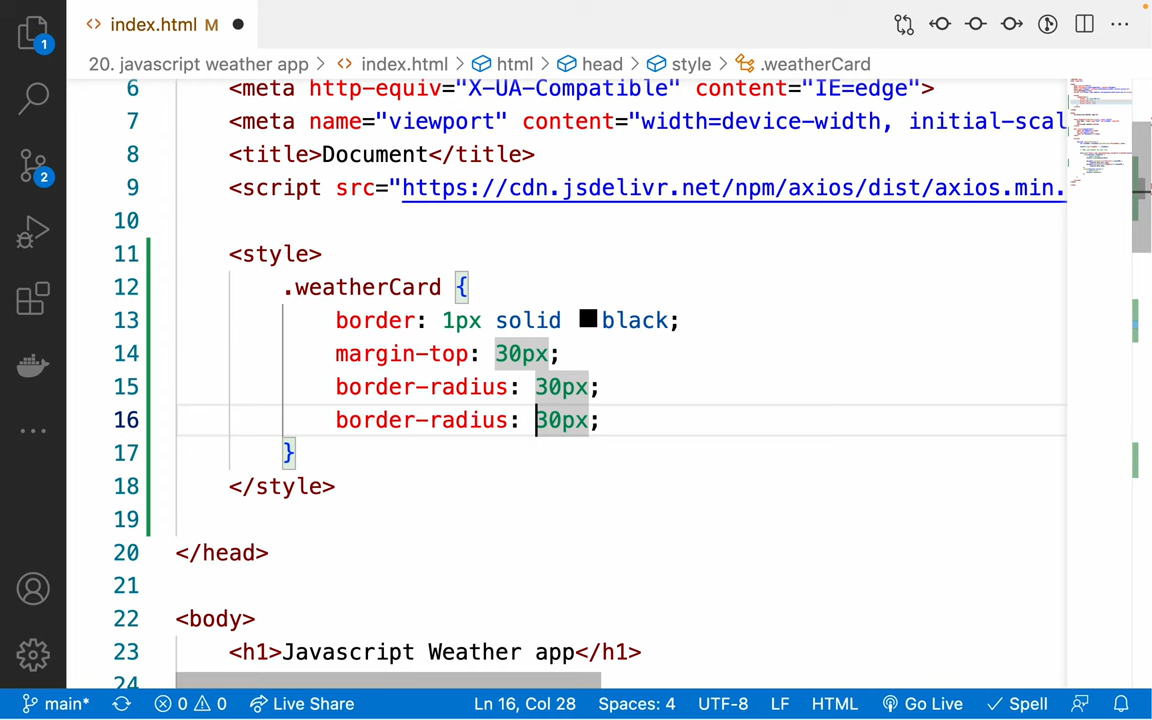 index.html M
20. javascript weather app > index.html > html > head > style > .weatherCard
6 <meta http-equiv="X-UA-Compatible" content="IE=edge">
7 <meta name="viewport" content="width=device-width, initial-scal
8 <title>Document</title>
9 <script src="https://cdn.jsdelivr.net/npm/axios/dist/axios.min.
10
11 <style>
12 .weatherCard {
13 border: 1px solid black;
14 margin-top: 30px;
15 border-radius: 30px;
16 border-radius: 30px;
17 }
18 </style>
19
20 </head>
21
22 <body>
23 <h1>Javascript Weather app</h1>
24
1
2
main* 0 0 Live Share Ln 16, Col 28 Spaces: 4 UTF-8 LF HTML Go Live Spell